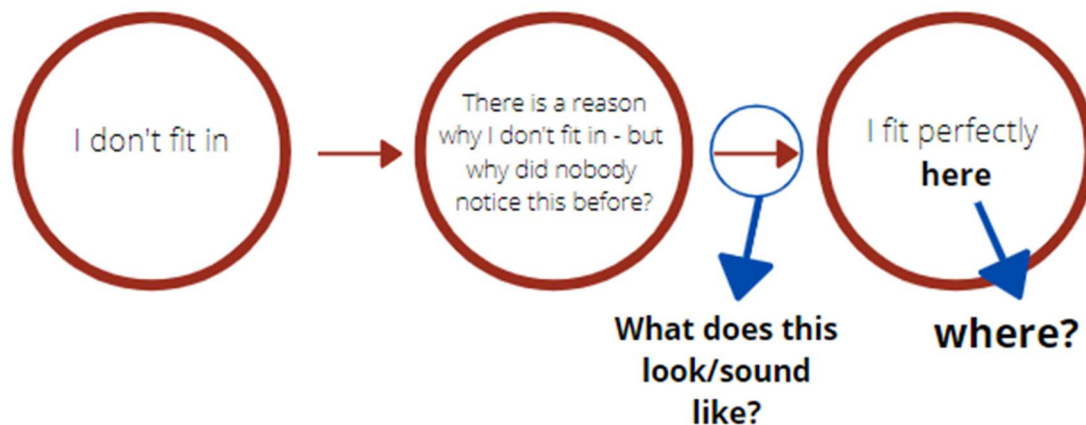 I don't fit in
There is a reason
why I don't fit in - but
why did nobody
notice this before?
I fit perfectly
here
What does this
look/sound
like?
where?